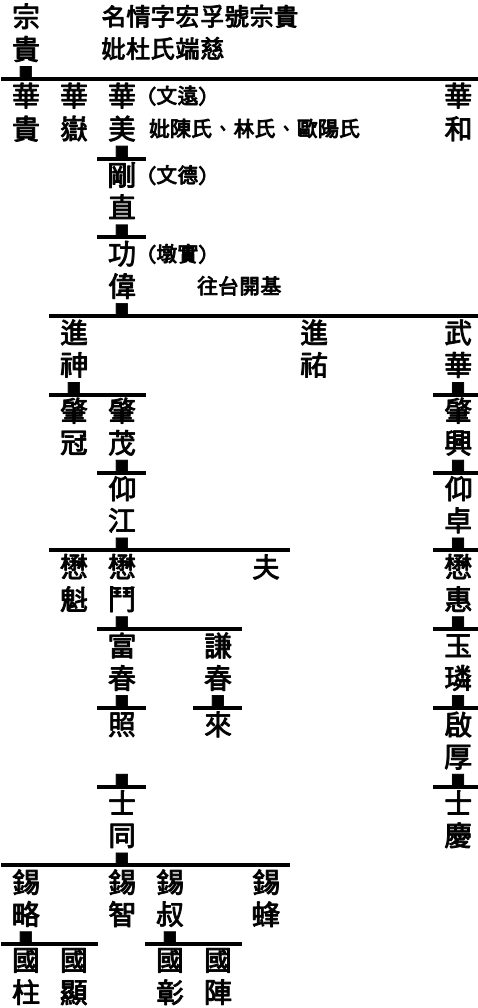 宗貴 名情字宏孚號宗貴
妣杜氏端慈
華貴 華嶽 華美 (文遠) 華和
妣陳氏、林氏、歐陽氏
剛直 (文德)
功偉 (墩實)
往台開基
進神 進祐 武華
肇冠 肇茂 肇興
仰江 仰卓
懋魁 懋鬥 夫 懋惠
富春 謙春 玉璘
照 來 啟厚
士同 士慶
錫略 錫智 錫叔 錫蜂
國柱 國顯 國彰 國陣